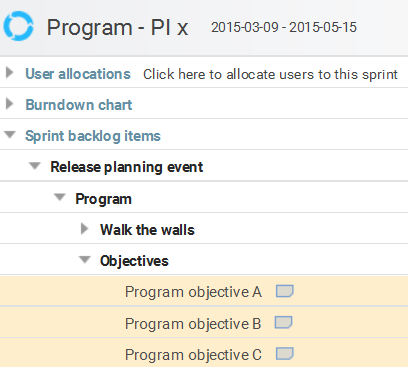 Program - PI x 2015-03-09 - 2015-05-15
User allocations Click here to allocate users to this sprint
Burndown chart
Sprint backlog items
Release planning event
Program
Walk the walls
Objectives
Program objective A
Program objective B
Program objective C